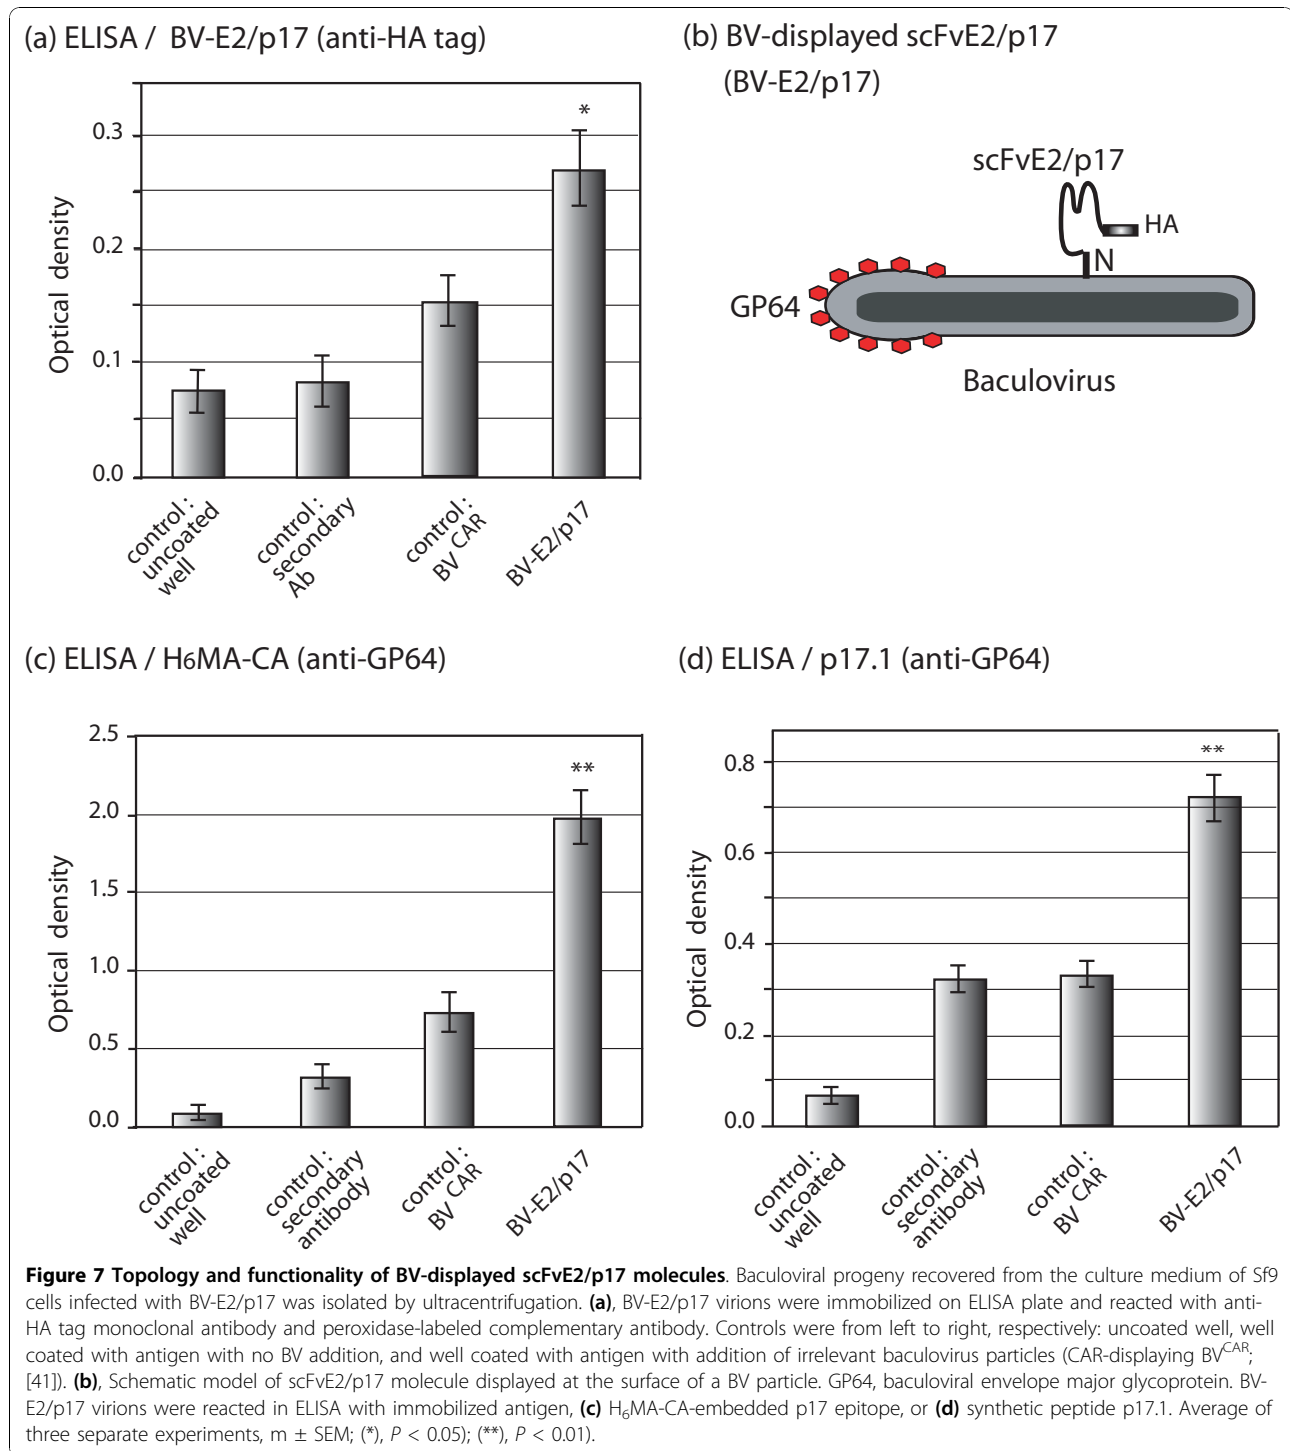 (a) ELISA / BV-E2/p17 (anti-HA tag)
Optical density
0.3
0.2
0.1
0.0
*
control:
uncoated
well
control:
secondary
Ab
control:
BV CAR
BV-E2/p17
(b) BV-displayed scFvE2/p17
(BV-E2/p17)
scFvE2/p17
HA
N
GP64
Baculovirus
(c) ELISA / H6MA-CA (anti-GP64)
Optical density
2.5
2.0
1.5
1.0
0.5
0.0
**
control:
uncoated
well
control:
secondary
antibody
control:
BV CAR
BV-E2/p17
(d) ELISA / p17.1 (anti-GP64)
Optical density
0.8
0.6
0.4
0.2
0.0
**
control:
uncoated
well
control:
secondary
antibody
control:
BV CAR
BV-E2/p17
Figure 7 Topology and functionality of BV-displayed scFvE2/p17 molecules. Baculoviral progeny recovered from the culture medium of Sf9
cells infected with BV-E2/p17 was isolated by ultracentrifugation. (a), BV-E2/p17 virions were immobilized on ELISA plate and reacted with anti-
HA tag monoclonal antibody and peroxidase-labeled complementary antibody. Controls were from left to right, respectively: uncoated well, well
coated with antigen with no BV addition, and well coated with antigen with addition of irrelevant baculovirus particles (CAR-displaying BVCAR;
[41]). (b), Schematic model of scFvE2/p17 molecule displayed at the surface of a BV particle. GP64, baculoviral envelope major glycoprotein. BV-
E2/p17 virions were reacted in ELISA with immobilized antigen, (c) H6MA-CA-embedded p17 epitope, or (d) synthetic peptide p17.1. Average of
three separate experiments, m ± SEM; (*), P < 0.05); (**), P < 0.01).